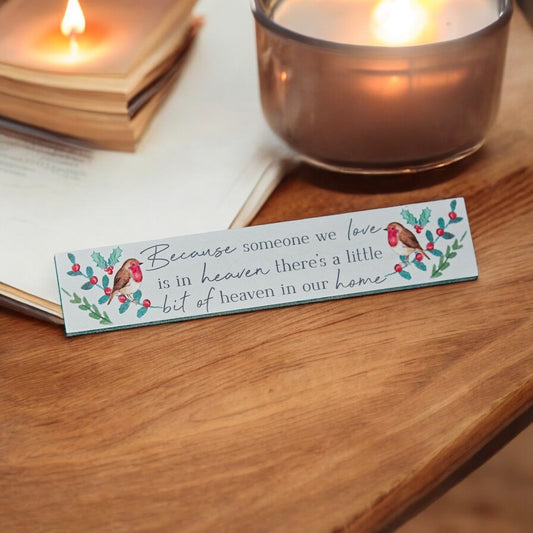 Because someone we love
is in heaven there's a little
bit of heaven in our home